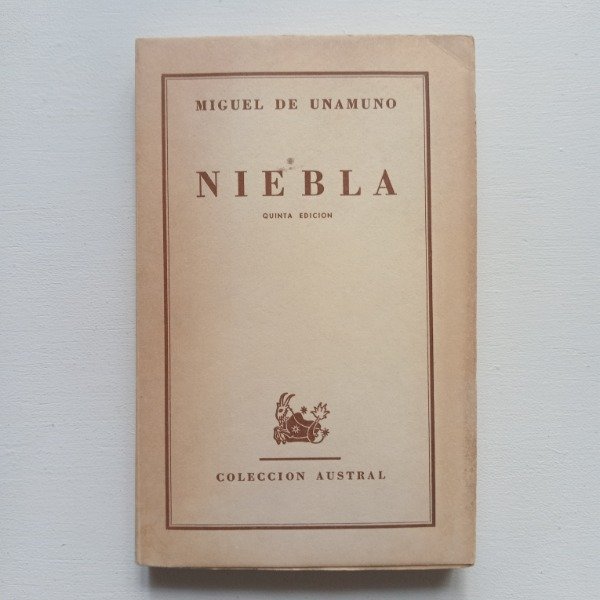 MIGUEL DE UNAMUNO
NIEBLA
QUINTA EDICION
COLECCION AUSTRAL